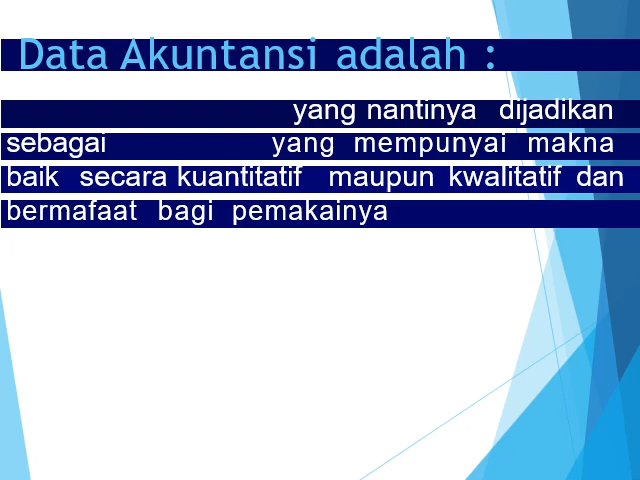 Data Akuntansi adalah :
yang nantinya dijadikan
sebagai yang mempunyai makna
baik secara kuantitatif maupun kwalitatif dan
bermafaat bagi pemakainya